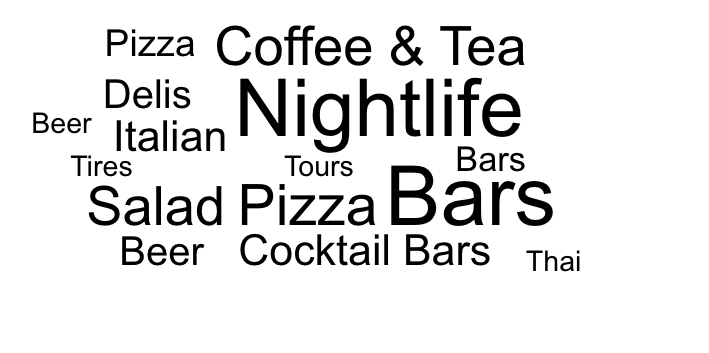 Pizza Coffee & Tea
Delis Nightlife
Beer Italian
Tires Tours Bars
Salad Pizza Bars
Beer Cocktail Bars Thai